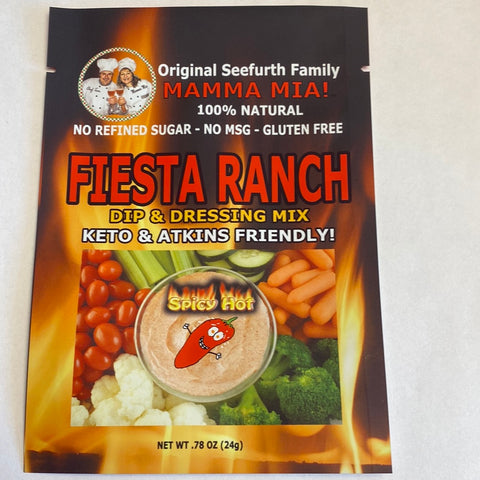 Original Seefurth Family
MAMMA MIA!
100% NATURAL
NO REFINED SUGAR - NO MSG - GLUTEN FREE
FIESTA RANCH
DIP & DRESSING MIX
KETO & ATKINS FRIENDLY!
Spicy Hot
NET WT .78 OZ (24g)